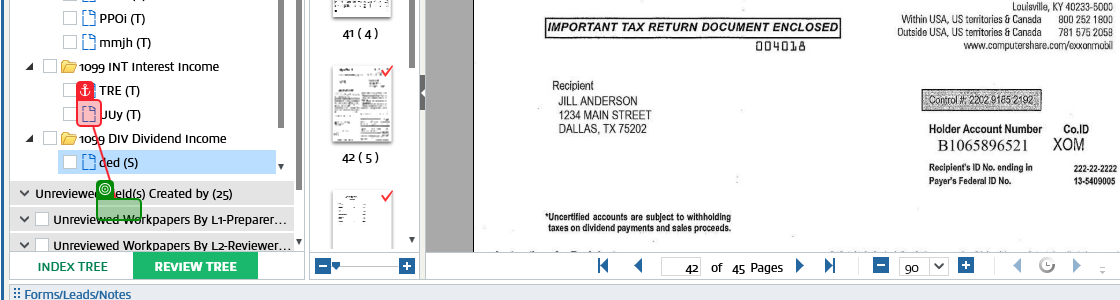 PPOi (T)
mmjh (T)
1099 INT Interest Income
TRE (T)
JUy (T)
1099 DIV Dividend Income
ded (S)
Unreviewed Field(s) Created by (25)
Unreviewed Workpapers By L1-Preparer...
Unreviewed Workpapers By L2-Reviewer...
INDEX TREE
REVIEW TREE
41 (4)
42 (5)
IMPORTANT TAX RETURN DOCUMENT ENCLOSED
004018
Louisville, KY 40233-5000
Within USA, US territories & Canada 800 252 1800
Outside USA, US territories & Canada 781 575 2058
www.computershare.com/exxonmobil
Recipient
JILL ANDERSON
1234 MAIN STREET
DALLAS, TX 75202
Control #: 2202 9185 2192
Holder Account Number Co.ID
B1065896521 XOM
Recipient's ID No. ending in 222-22-2222
Payer's Federal ID No. 13-5409005
*Uncertified accounts are subject to withholding
taxes on dividend payments and sales proceeds.
42 of 45 Pages
90
Forms/Leads/Notes